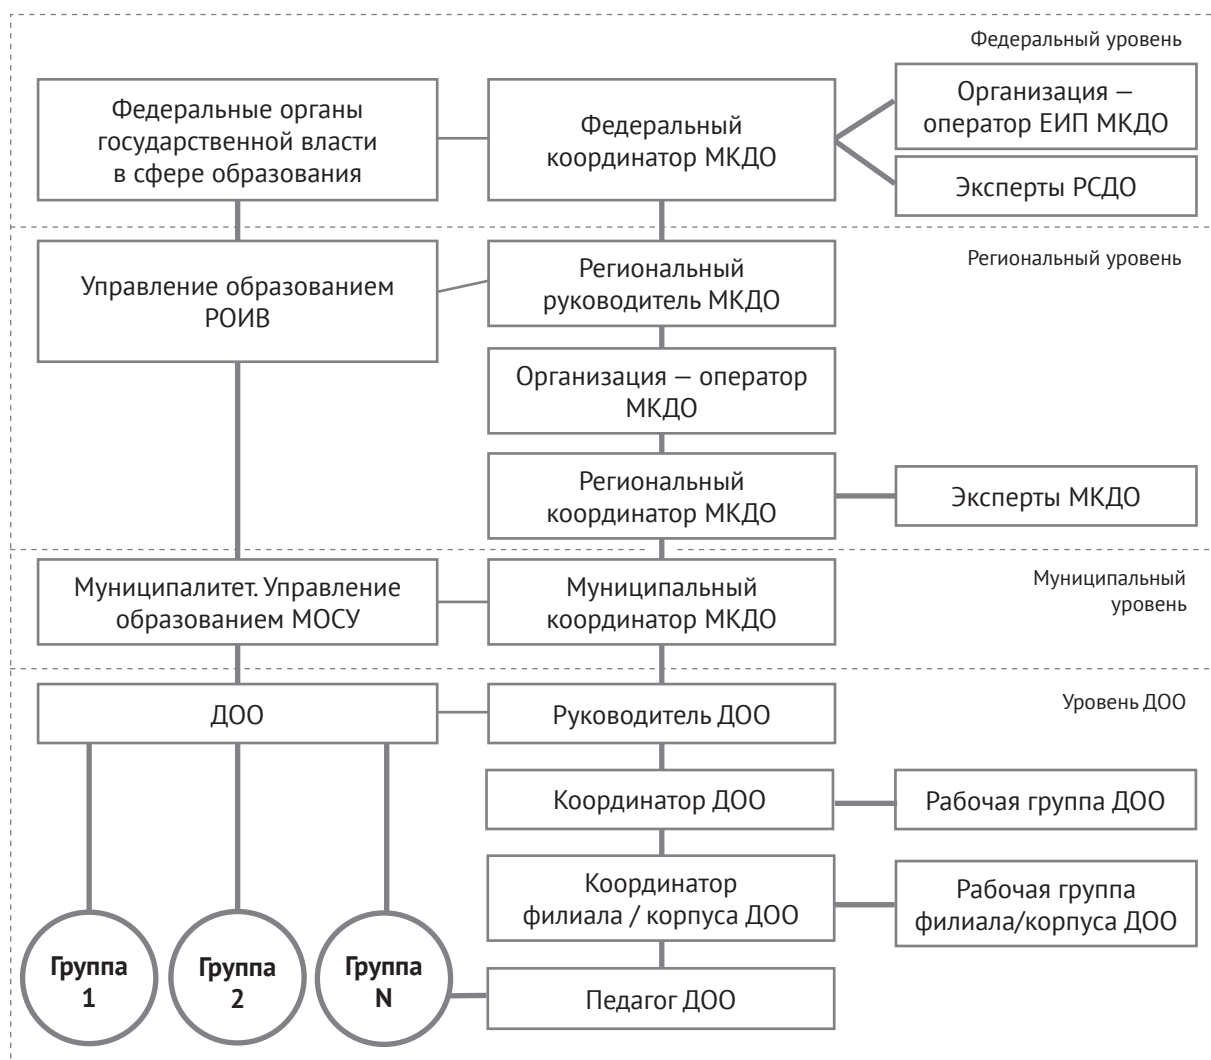 Федеральный уровень
Федеральные органы
государственной власти
в сфере образования
Федеральный
координатор МКДО
Организация —
оператор ЕИП МКДО
Эксперты РСДО
Региональный уровень
Управление образованием
РОИВ
Региональный
руководитель МКДО
Организация — оператор
МКДО
Региональный
координатор МКДО
Эксперты МКДО
Муниципальный
уровень
Муниципалитет. Управление
образованием МОСУ
Муниципальный
координатор МКДО
Уровень ДОО
ДОО
Руководитель ДОО
Координатор ДОО
Рабочая группа ДОО
Координатор
филиала / корпуса ДОО
Рабочая группа
филиала/корпуса ДОО
Группа
1
Группа
2
Группа
N
Педагог ДОО